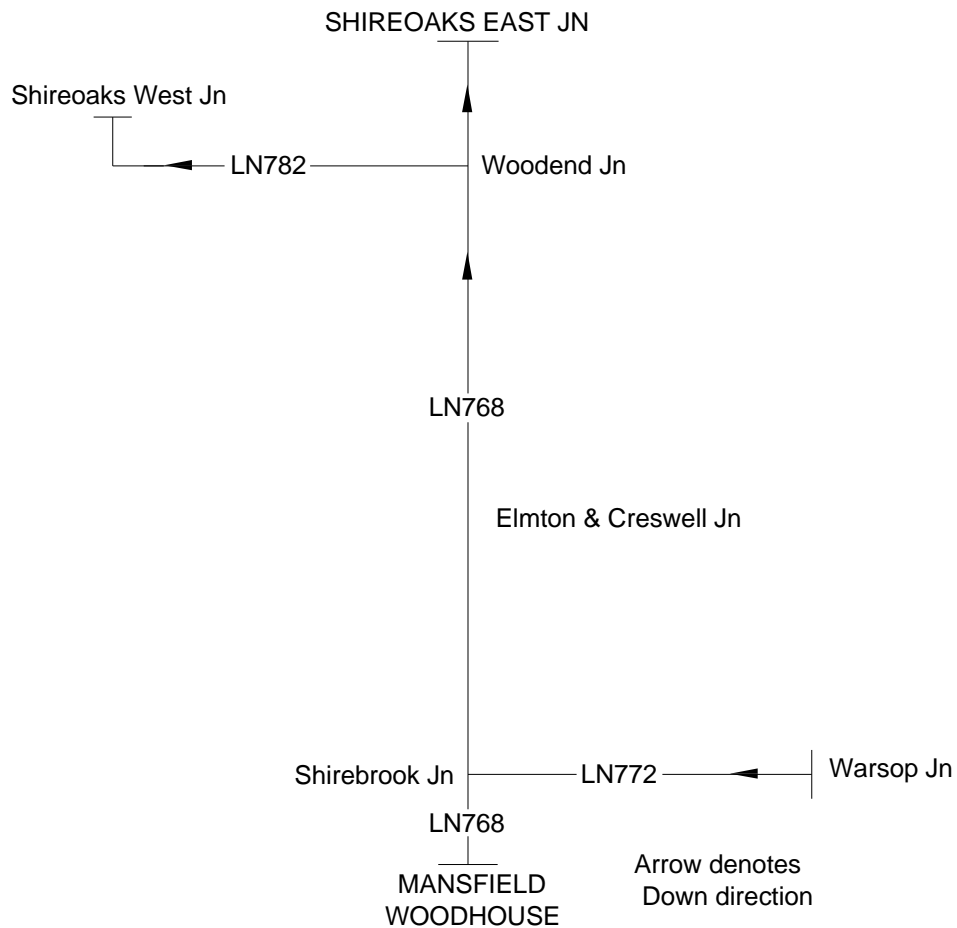 SHIREOAKS EAST JN
Shireoaks West Jn
LN782
Woodend Jn
LN768
Elmton & Creswell Jn
Shirebrook Jn
LN772
Warsop Jn
LN768
MANSFIELD
WOODHOUSE
Arrow denotes
Down direction